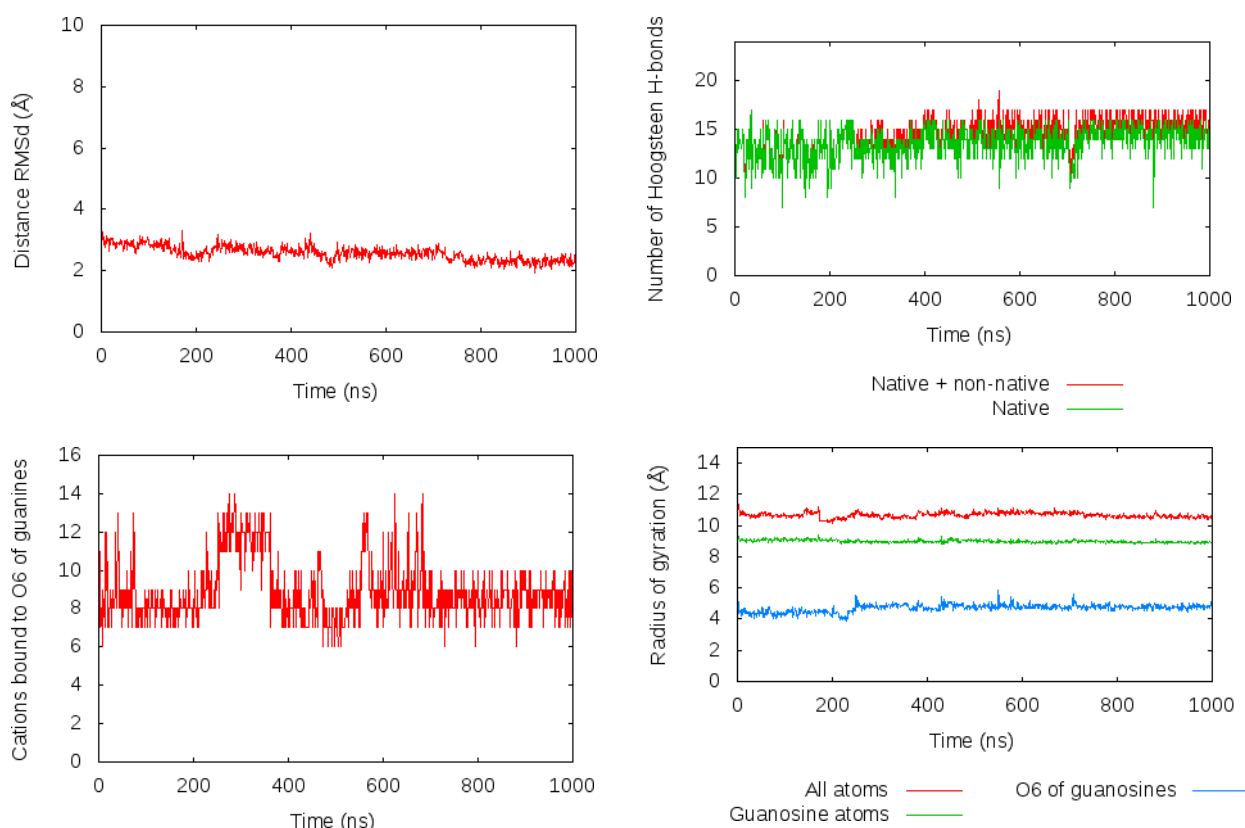 10
8
6
4
2
0
0 200 400 600 800 1000
Distance RMSd (Å)
Time (ns)
20
15
10
5
0
0 200 400 600 800 1000
Number of Hoogsteen H-bonds
Time (ns)
Native + non-native
Native
16
14
12
10
8
6
4
2
0
0 200 400 600 800 1000
Cations bound to O6 of guanines
Time (ns)
14
12
10
8
6
4
2
0
0 200 400 600 800 1000
Radius of gyration (Å)
Time (ns)
All atoms
Guanosine atoms
O6 of guanosines